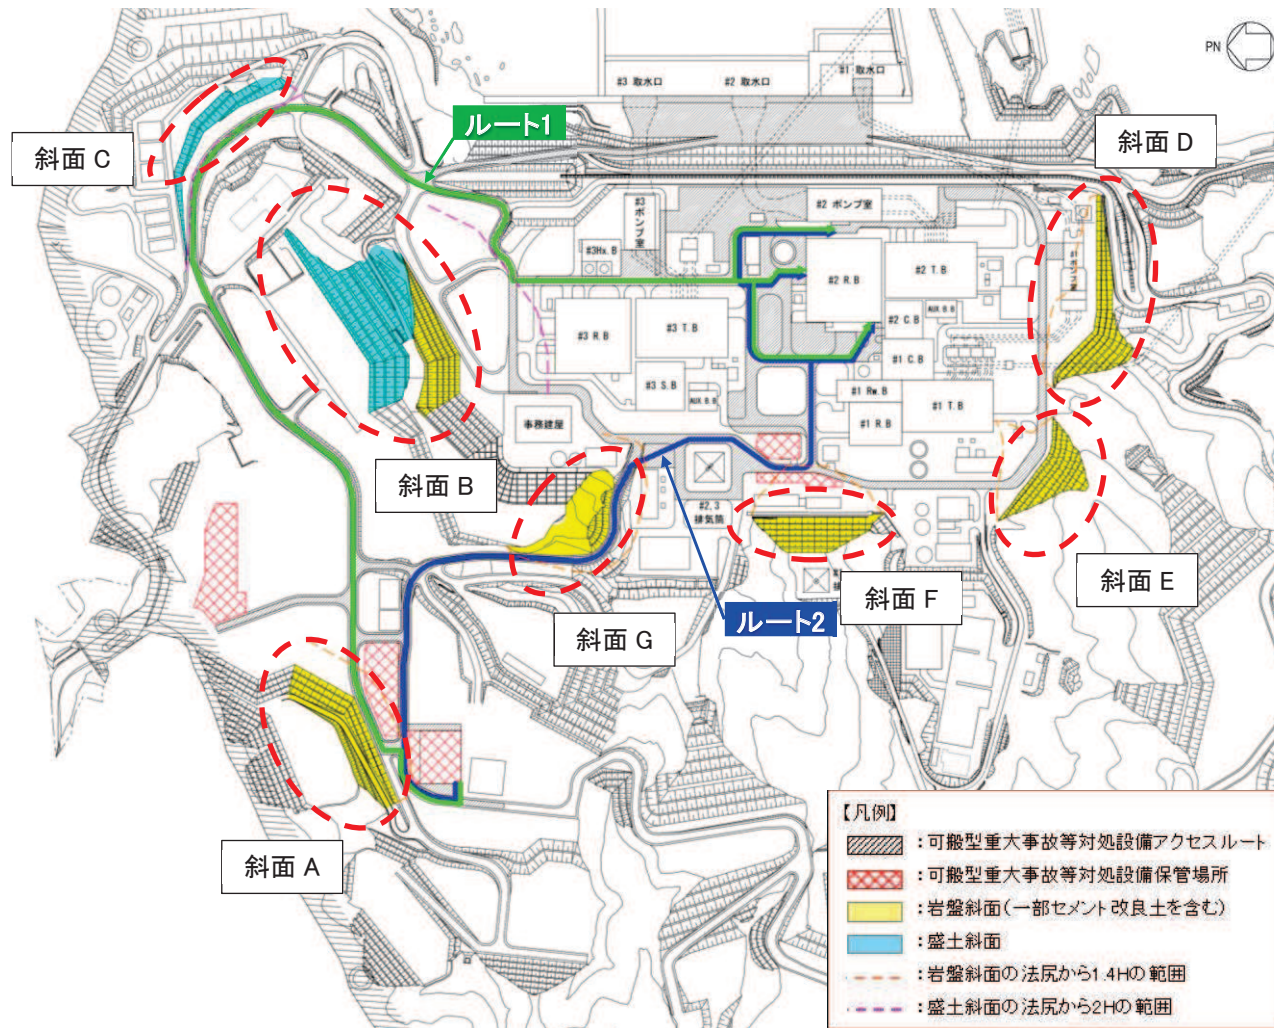 PN
#3 取水口
#2 取水口
#1 取水口
ルート1
斜面 C
斜面 D
#3ポンプ室
#2 ポンプ室
#1ポンプ室
#3Hx.B
#2 R.B
#2 T.B
#3 R.B
#3 T.B
#2 C.B
AUX.B.B
#1 C.B
#3 S.B
AUX.B.B
#1 Rw.B
#1 R.B
#1 T.B
事務建屋
斜面 B
#2,3
排気筒
斜面 G
ルート2
斜面 F
斜面 E
斜面 A
【凡例】
:可搬型重大事故等対処設備アクセスルート
:可搬型重大事故等対処設備保管場所
:岩盤斜面(一部セメント改良土を含む)
:盛土斜面
:岩盤斜面の法尻から1.4Hの範囲
:盛土斜面の法尻から2Hの範囲